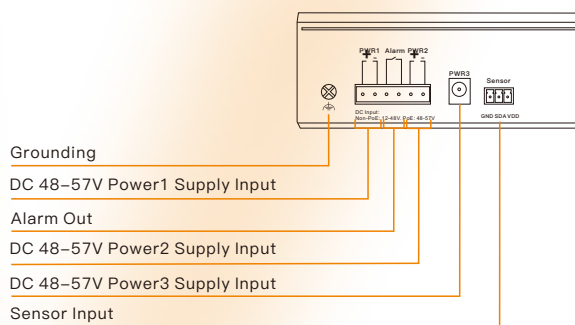 PWR1 Alarm PWR2
+ - + -
PWR3
Sensor
DC Input:
Non-PoE: 12-48V, PoE: 48-57V
GND SDA VDD
Grounding
DC 48–57V Power1 Supply Input
Alarm Out
DC 48–57V Power2 Supply Input
DC 48–57V Power3 Supply Input
Sensor Input